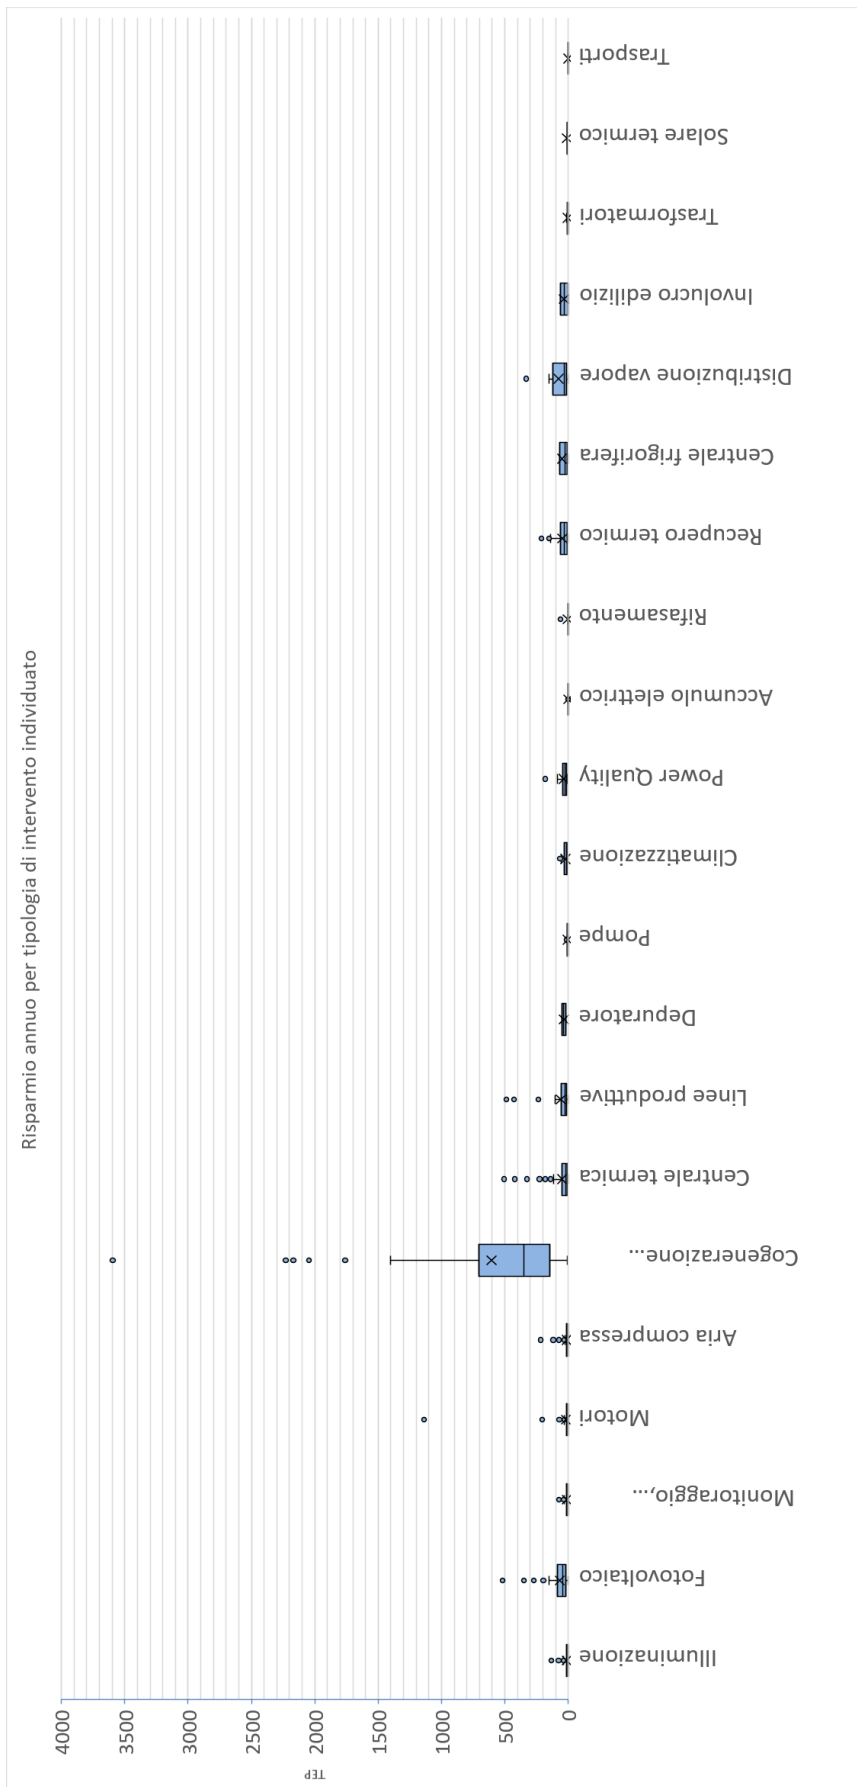 Risparmio annuo per tipologia di intervento individuato
TEP
4000
3500
3000
2500
2000
1500
1000
500
0
Illuminazione
Fotovoltaico
Monitoraggio,...
Motori
Aria compressa
Cogenerazione...
Centrale termica
Linee produttive
Depuratore
Pompe
Climatizzazione
Power Quality
Accumulo elettrico
Rifasamento
Recupero termico
Centrale frigorifera
Distribuzione vapore
Involucro edilizio
Trasformatori
Solare termico
Trasporti